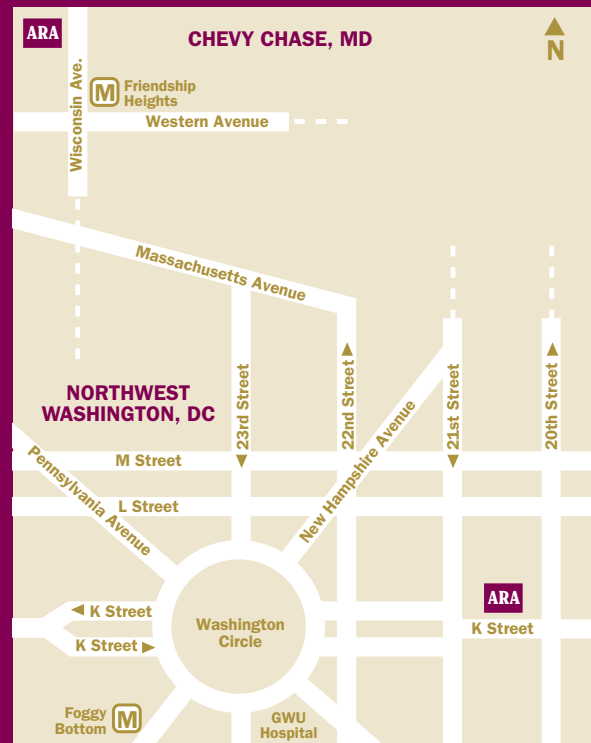 ARA
CHEVY CHASE, MD
N
Wisconsin Ave.
M
Friendship
Heights
Western Avenue
Massachusetts Avenue
NORTHWEST
WASHINGTON, DC
23rd Street
22nd Street
New Hampshire Avenue
21st Street
20th Street
M Street
Pennsylvania Avenue
L Street
K Street
K Street
Washington
Circle
ARA
K Street
Foggy
Bottom
M
GWU
Hospital